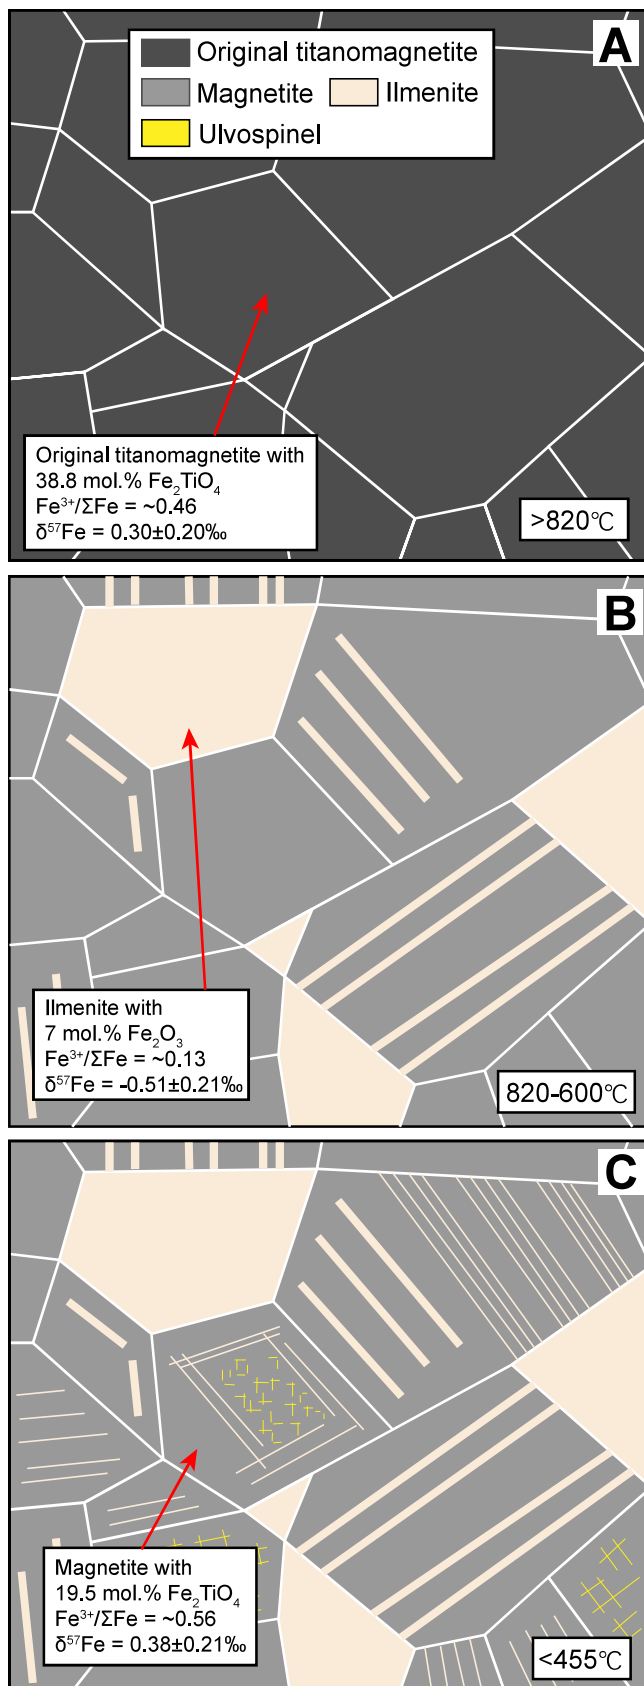 A
Original titanomagnetite
Magnetite Ilmenite
Ulvospinel
Original titanomagnetite with
38.8 mol.% Fe₂TiO₄
Fe³⁺/ΣFe = ~0.46
δ⁵⁷Fe = 0.30±0.20‰
>820℃
B
Ilmenite with
7 mol.% Fe₂O₃
Fe³⁺/ΣFe = ~0.13
δ⁵⁷Fe = -0.51±0.21‰
820-600℃
C
Magnetite with
19.5 mol.% Fe₂TiO₄
Fe³⁺/ΣFe = ~0.56
δ⁵⁷Fe = 0.38±0.21‰
<455℃